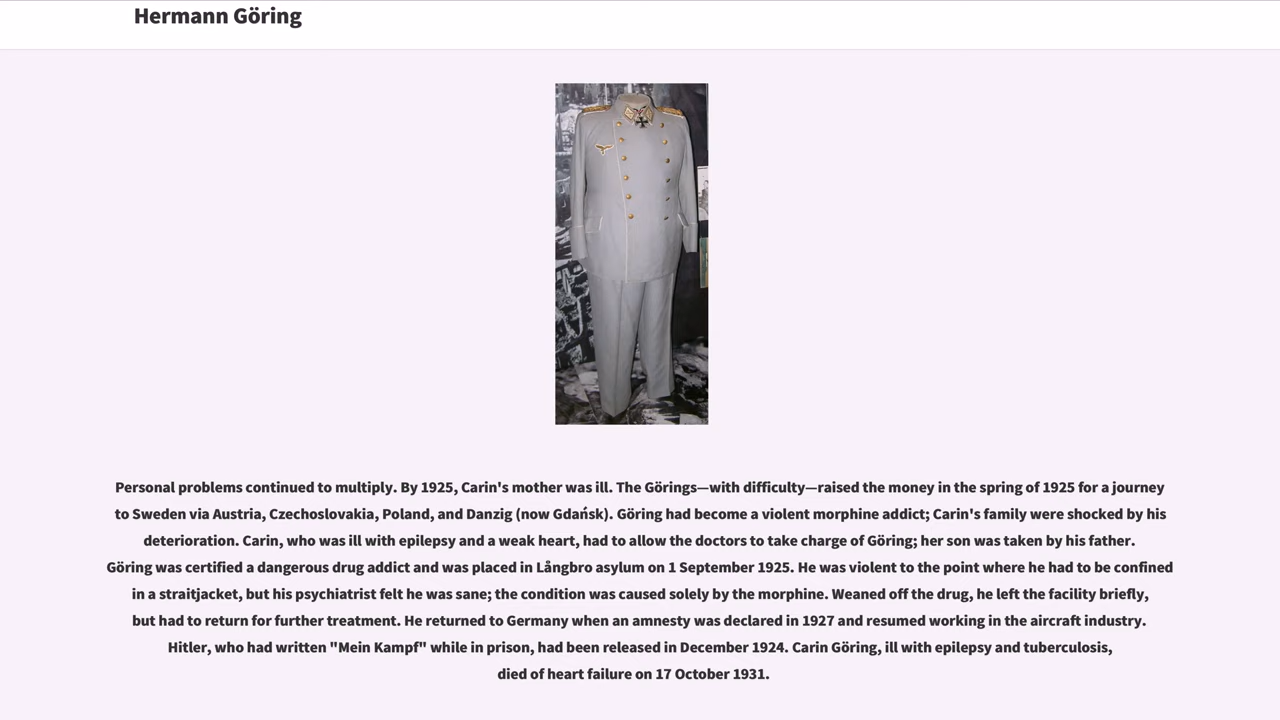 Hermann Göring
Personal problems continued to multiply. By 1925, Carin's mother was ill. The Görings—with difficulty—raised the money in the spring of 1925 for a journey
to Sweden via Austria, Czechoslovakia, Poland, and Danzig (now Gdańsk). Göring had become a violent morphine addict; Carin's family were shocked by his
deterioration. Carin, who was ill with epilepsy and a weak heart, had to allow the doctors to take charge of Göring; her son was taken by his father.
Göring was certified a dangerous drug addict and was placed in Långbro asylum on 1 September 1925. He was violent to the point where he had to be confined
in a straitjacket, but his psychiatrist felt he was sane; the condition was caused solely by the morphine. Weaned off the drug, he left the facility briefly,
but had to return for further treatment. He returned to Germany when an amnesty was declared in 1927 and resumed working in the aircraft industry.
Hitler, who had written "Mein Kampf" while in prison, had been released in December 1924. Carin Göring, ill with epilepsy and tuberculosis,
died of heart failure on 17 October 1931.